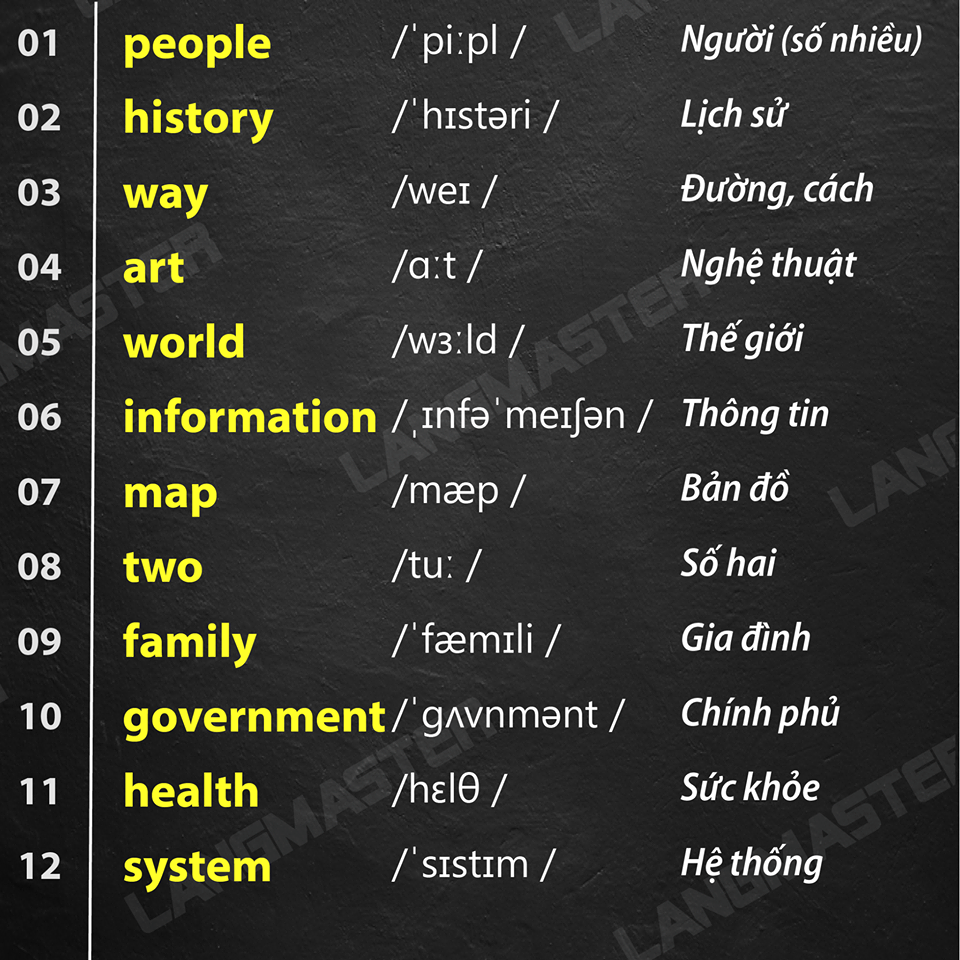 01 people /ˈpiːpl / Người (số nhiều)
02 history /ˈhɪstəri / Lịch sử
03 way /weɪ / Đường, cách
04 art /ɑːt / Nghệ thuật
05 world /wɜːld / Thế giới
06 information /ˌɪnfəˈmeɪʃən / Thông tin
07 map /mæp / Bản đồ
08 two /tuː / Số hai
09 family /ˈfæmɪli / Gia đình
10 government /ˈgʌvnmənt / Chính phủ
11 health /hɛlθ / Sức khỏe
12 system /ˈsɪstɪm / Hệ thống
LANGMASTER
LANGMASTER
LANGMASTER
LANGMASTER